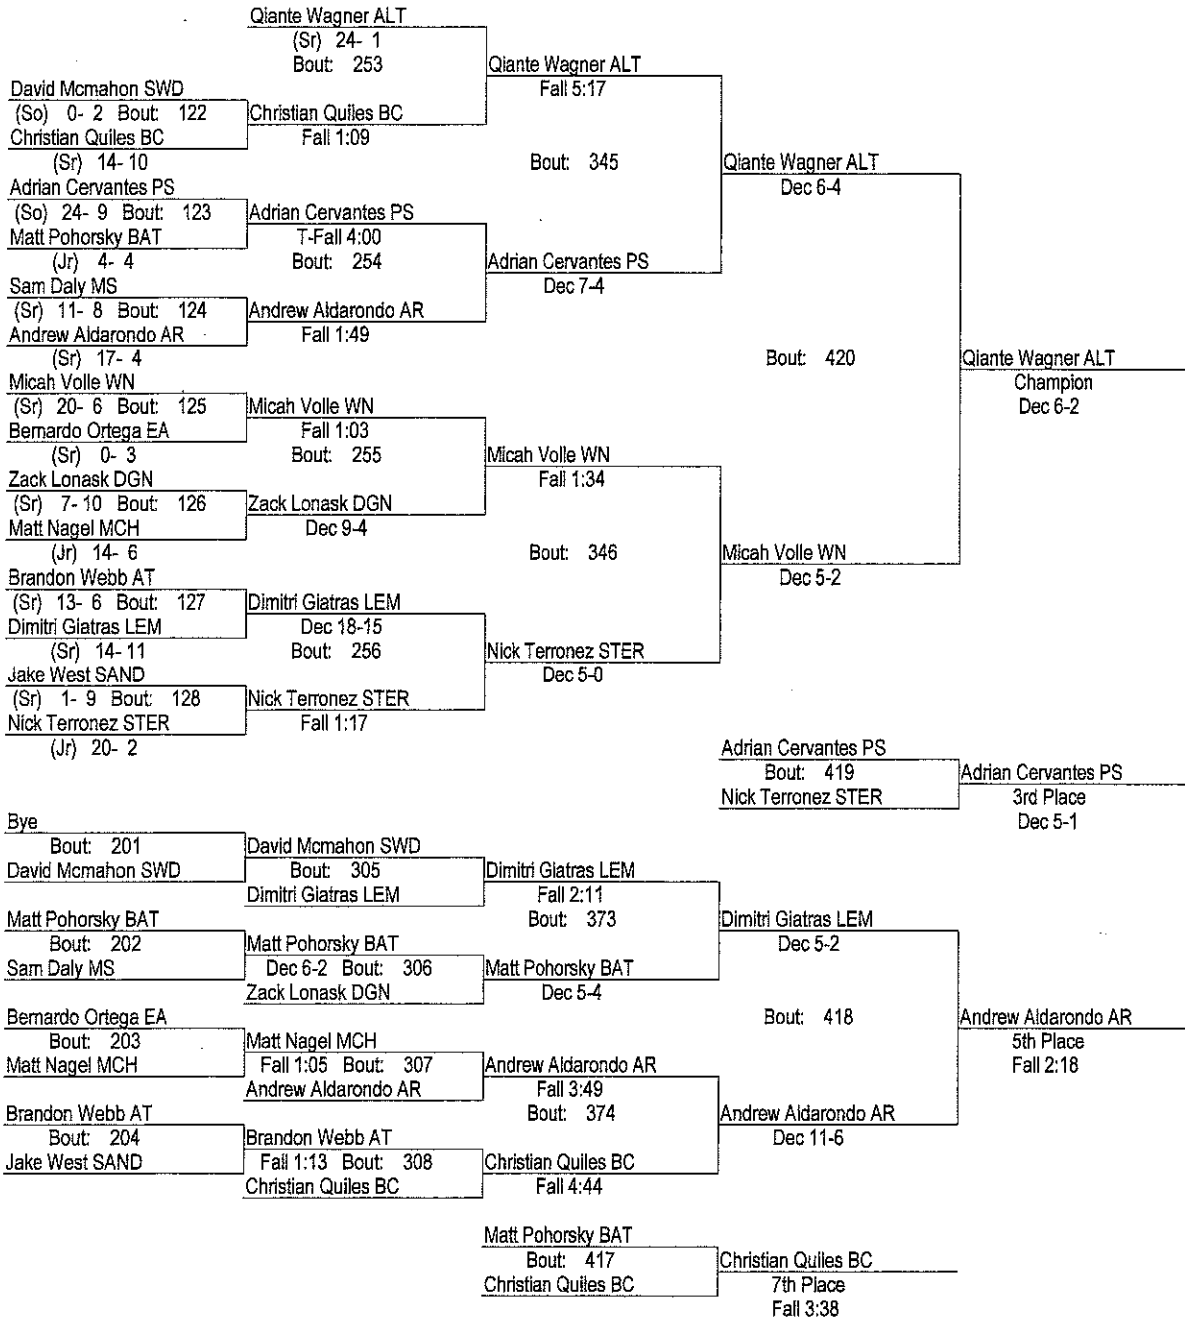 Qiante Wagner ALT
(Sr) 24- 1
Bout: 253
Qiante Wagner ALT
Fall 5:17
David Mcmahon SWD
(So) 0- 2 Bout: 122
Christian Quiles BC
Christian Quiles BC
Fall 1:09
(Sr) 14- 10
Bout: 345
Qiante Wagner ALT
Dec 6-4
Adrian Cervantes PS
(So) 24- 9 Bout: 123
Adrian Cervantes PS
Matt Pohorsky BAT
T-Fall 4:00
(Jr) 4- 4
Bout: 254
Adrian Cervantes PS
Dec 7-4
Sam Daly MS
(Sr) 11- 8 Bout: 124
Andrew Aldarondo AR
Andrew Aldarondo AR
Fall 1:49
(Sr) 17- 4
Bout: 420
Qiante Wagner ALT
Champion
Dec 6-2
Micah Volle WN
(Sr) 20- 6 Bout: 125
Micah Volle WN
Bernardo Ortega EA
Fall 1:03
(Sr) 0- 3
Bout: 255
Micah Volle WN
Fall 1:34
Zack Lonask DGN
(Sr) 7- 10 Bout: 126
Zack Lonask DGN
Matt Nagel MCH
Dec 9-4
(Jr) 14- 6
Bout: 346
Micah Volle WN
Dec 5-2
Brandon Webb AT
(Sr) 13- 6 Bout: 127
Dimitri Giatras LEM
Dimitri Giatras LEM
Dec 18-15
(Sr) 14- 11
Bout: 256
Nick Terronez STER
Dec 5-0
Jake West SAND
(Sr) 1- 9 Bout: 128
Nick Terronez STER
Nick Terronez STER
Fall 1:17
(Jr) 20- 2
Adrian Cervantes PS
Bout: 419
Nick Terronez STER
Adrian Cervantes PS
3rd Place
Dec 5-1
Bye
Bout: 201
David Mcmahon SWD
David Mcmahon SWD
Bout: 305
Dimitri Giatras LEM
Dimitri Giatras LEM
Fall 2:11
Bout: 373
Dimitri Giatras LEM
Dec 5-2
Matt Pohorsky BAT
Bout: 202
Sam Daly MS
Matt Pohorsky BAT
Dec 6-2 Bout: 306
Zack Lonask DGN
Matt Pohorsky BAT
Dec 5-4
Bout: 418
Andrew Aldarondo AR
5th Place
Fall 2:18
Bernardo Ortega EA
Bout: 203
Matt Nagel MCH
Matt Nagel MCH
Fall 1:05 Bout: 307
Andrew Aldarondo AR
Andrew Aldarondo AR
Fall 3:49
Bout: 374
Andrew Aldarondo AR
Dec 11-6
Brandon Webb AT
Bout: 204
Jake West SAND
Brandon Webb AT
Fall 1:13 Bout: 308
Christian Quiles BC
Christian Quiles BC
Fall 4:44
Matt Pohorsky BAT
Bout: 417
Christian Quiles BC
Christian Quiles BC
7th Place
Fall 3:38